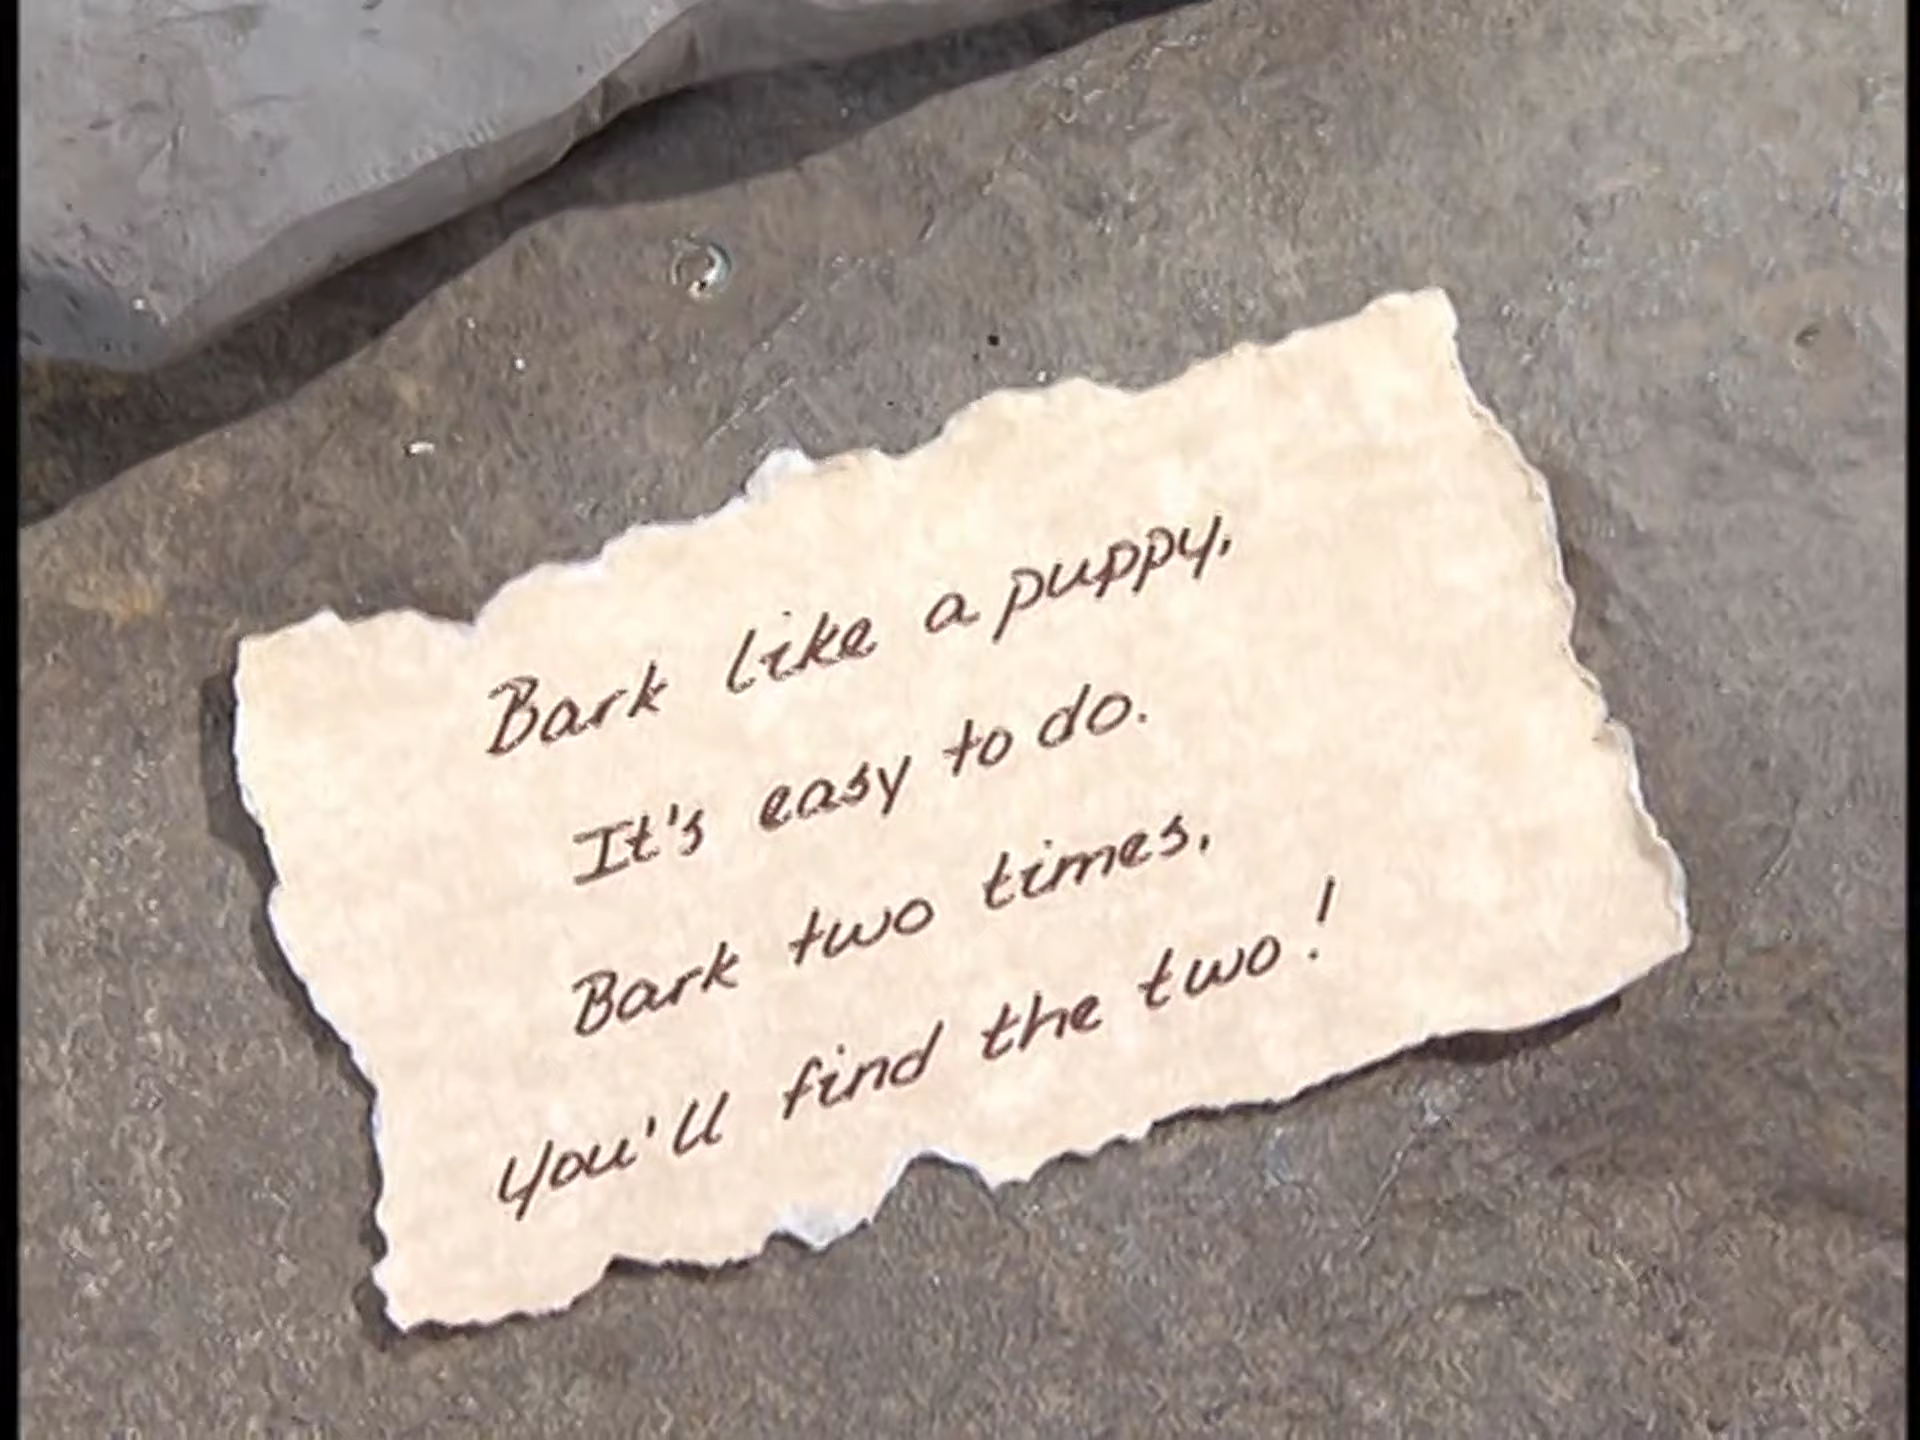 Bark like a puppy,
It's easy to do.
Bark two times,
You'll find the two!